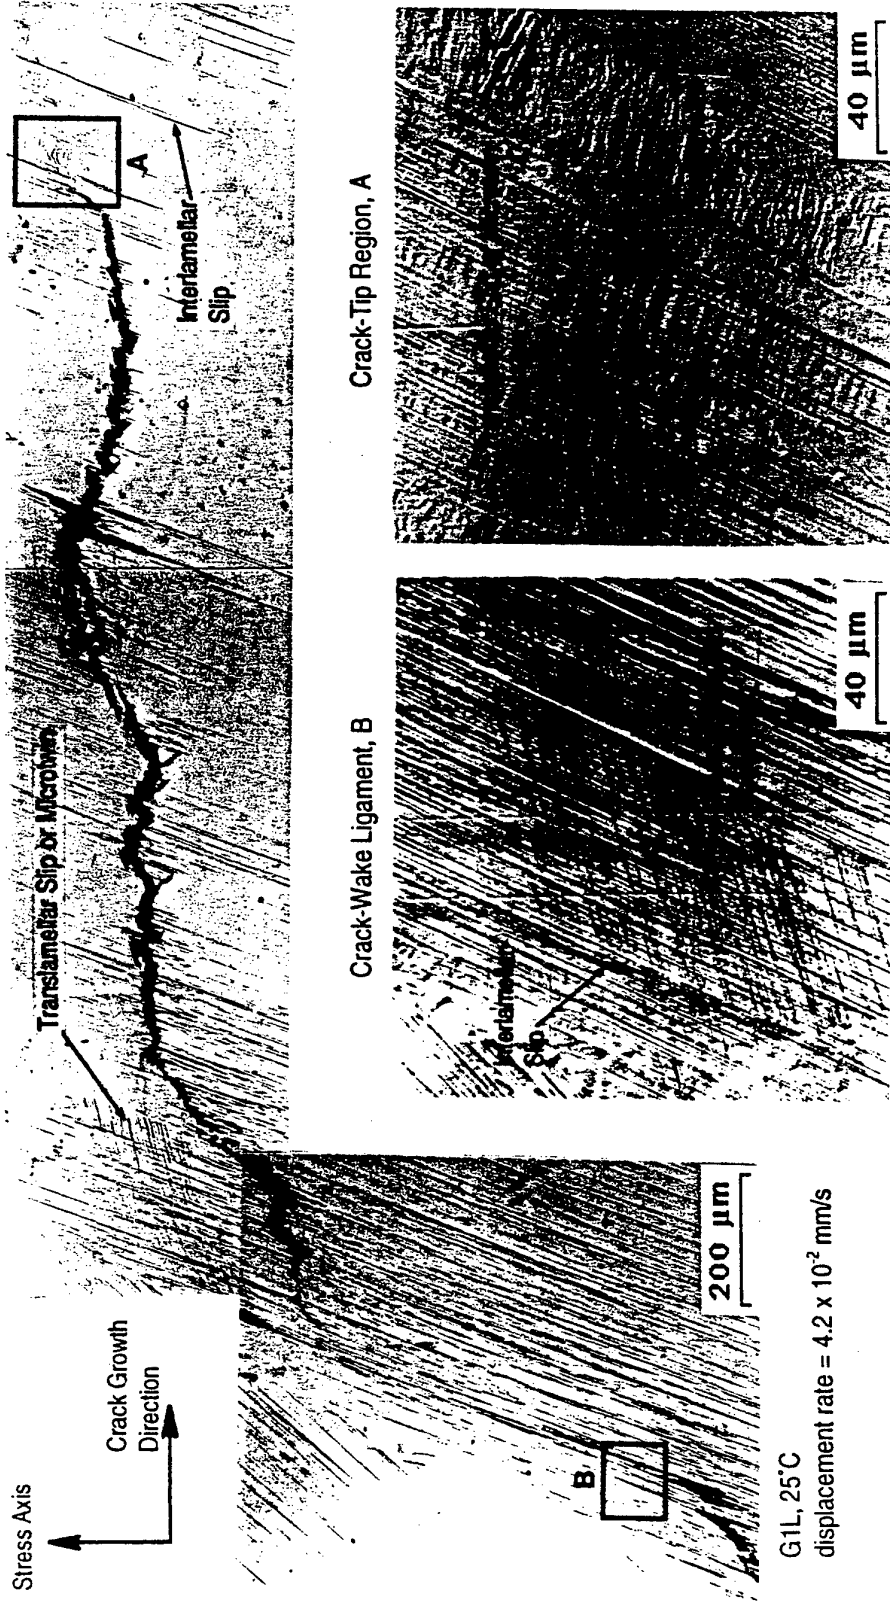 Stress Axis
Crack Growth
Direction
Translamellar Slip or Microtwin
Interlamellar
Slip
A
B
200 µm
G1L, 25°C
displacement rate = 4.2 x 10⁻² mm/s
Crack-Wake Ligament, B
Interlamellar
Slip
40 µm
Crack-Tip Region, A
40 µm